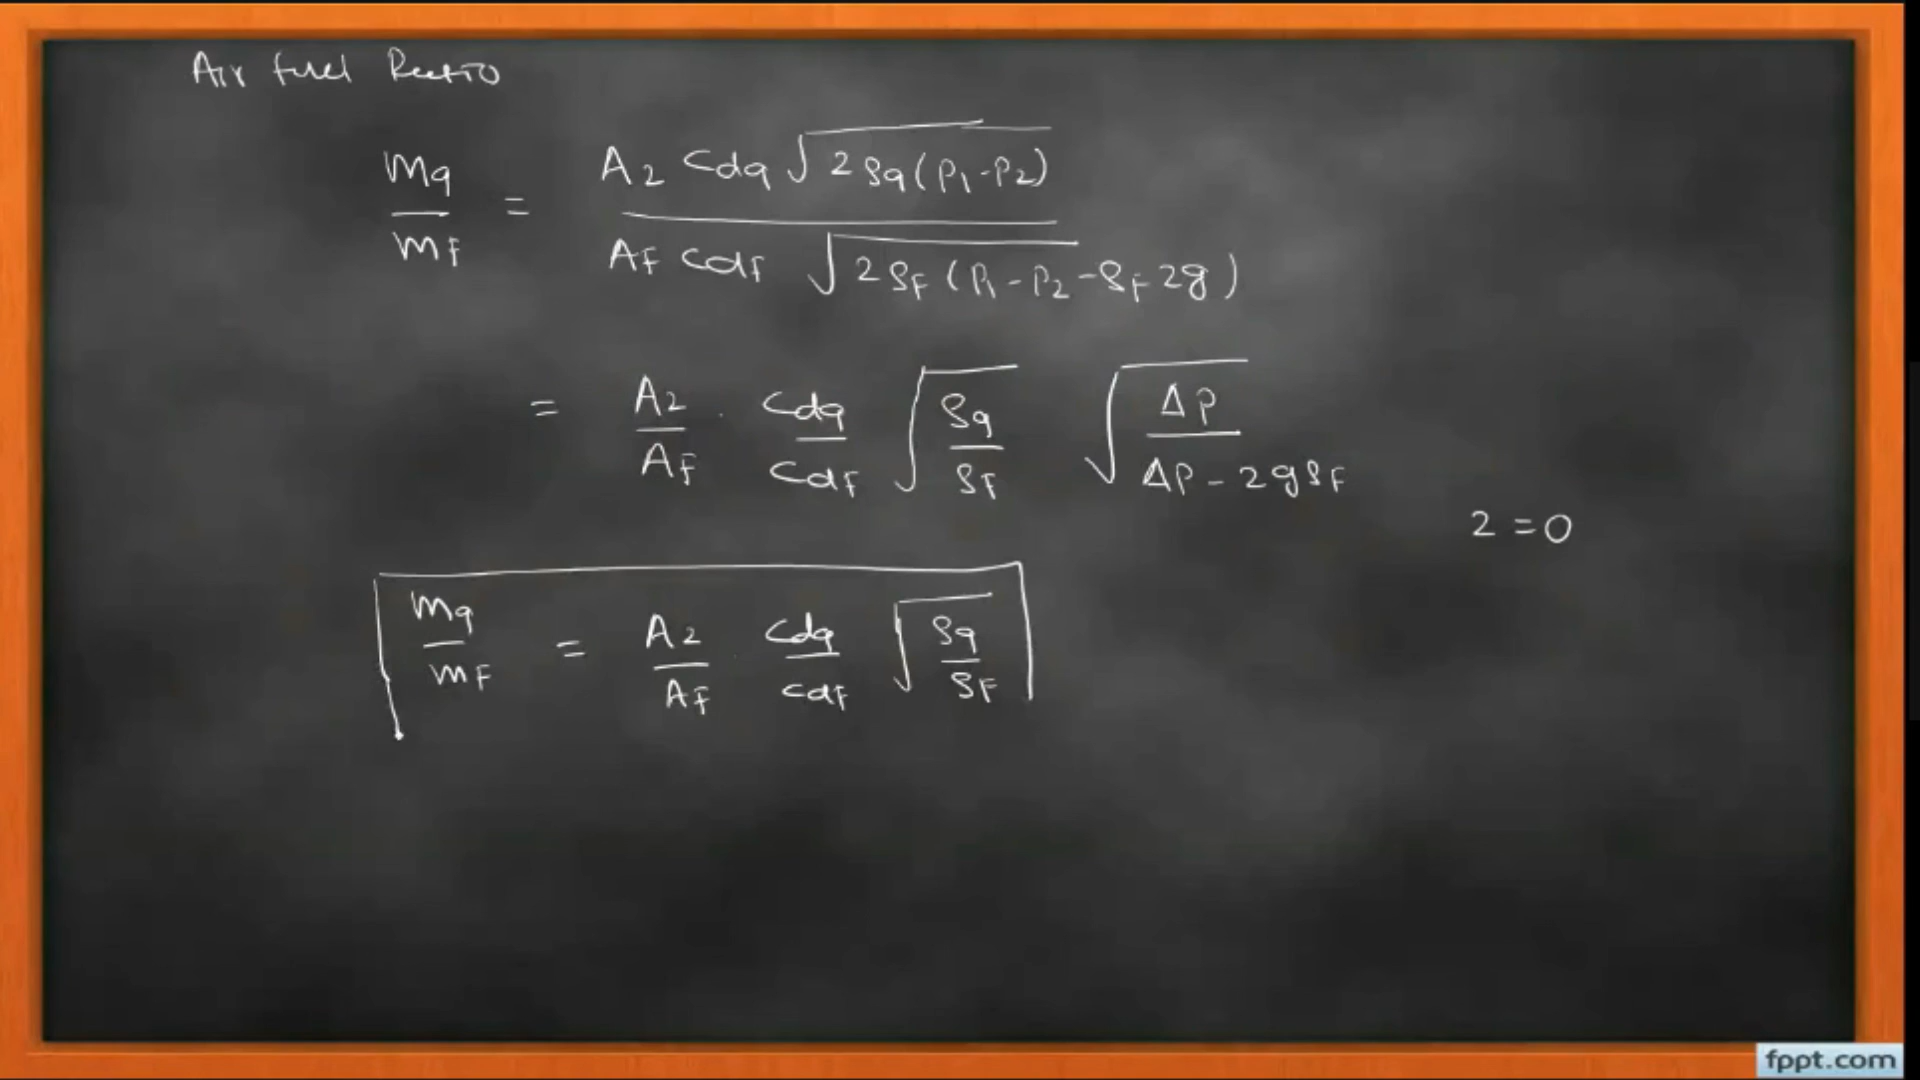 Air fuel Ratio
ma/mF = A2 Cda √(2ρa(P1-P2)) / AF CdF √(2ρF(P1-P2-ρF zg))
= A2/AF . Cda/CdF √(ρa/ρF) √(ΔP/(ΔP-zgρF))
z=0
ma/mF = A2/AF Cda/CdF √(ρa/ρF)
fppt.com